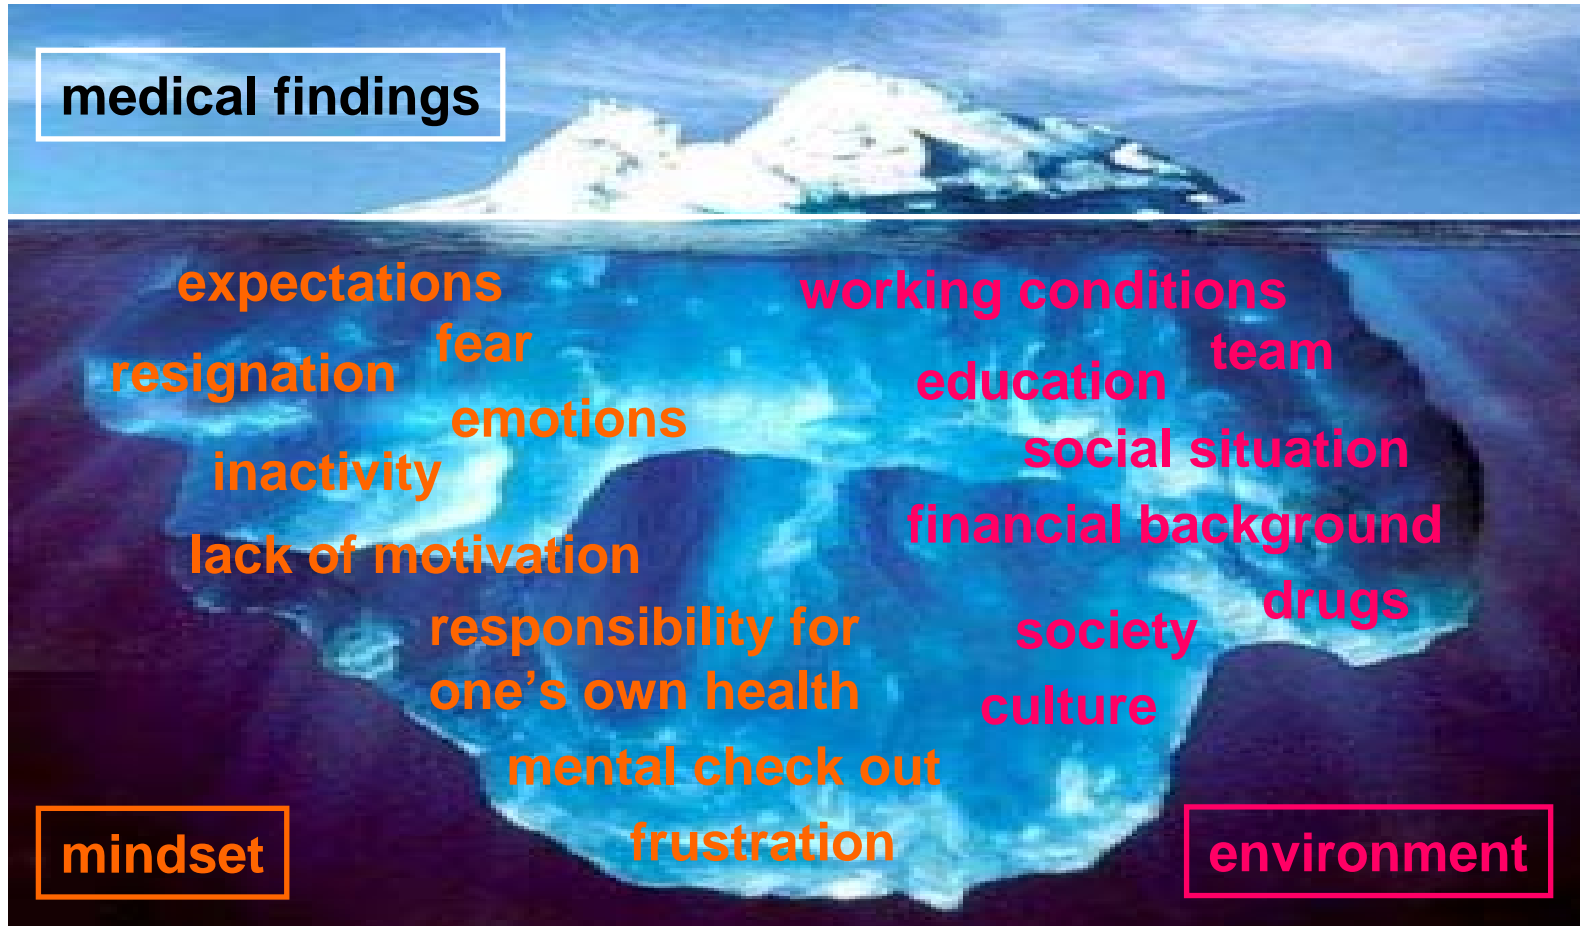 medical findings
expectations
fear
resignation
emotions
inactivity
lack of motivation
responsibility for
one’s own health
mental check out
frustration
mindset
working conditions
team
education
social situation
financial background
drugs
society
culture
environment